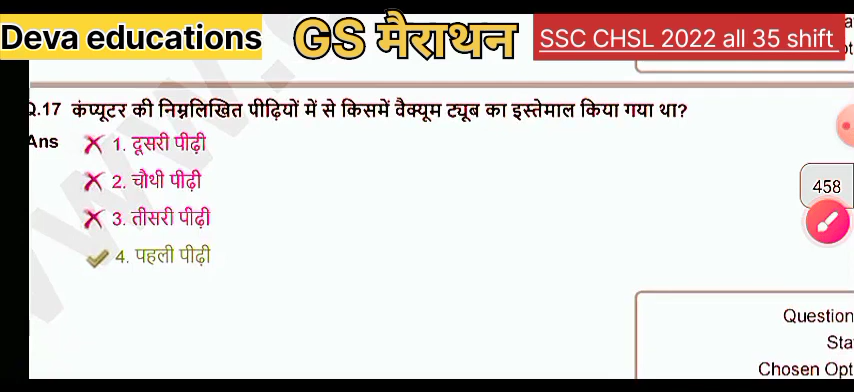 Deva educations GS मैराथन SSC CHSL 2022 all 35 shift
Q.17 कंप्यूटर की निम्नलिखित पीढ़ियों में से किसमें वैक्यूम ट्यूब का इस्तेमाल किया गया था?
Ans 1. दूसरी पीढ़ी
2. चौथी पीढ़ी
458
3. तीसरी पीढ़ी
4. पहली पीढ़ी
Question
Sta
Chosen Opt